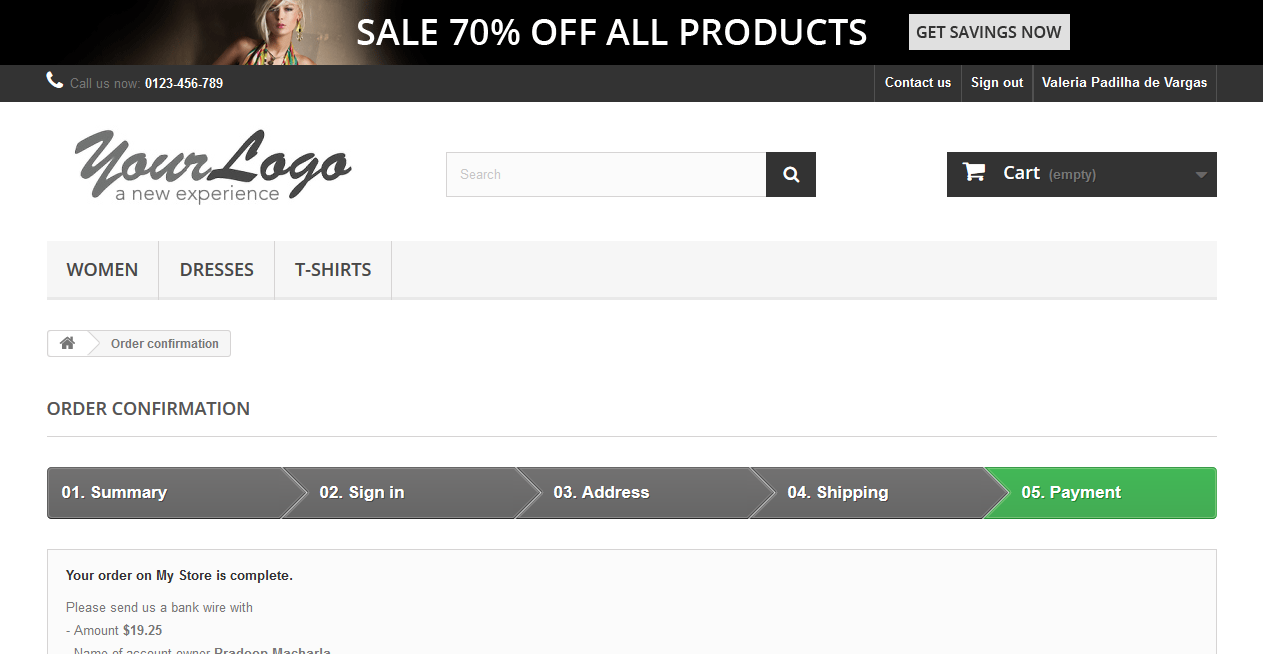 SALE 70% OFF ALL PRODUCTS GET SAVINGS NOW
Call us now: 0123-456-789 Contact us Sign out Valeria Padilha de Vargas
YourLogo
a new experience
Search
Cart (empty)
WOMEN DRESSES T-SHIRTS
Order confirmation
ORDER CONFIRMATION
01. Summary 02. Sign in 03. Address 04. Shipping 05. Payment
Your order on My Store is complete.
Please send us a bank wire with
- Amount $19.25
- Name of account owner Pradeep Macharla